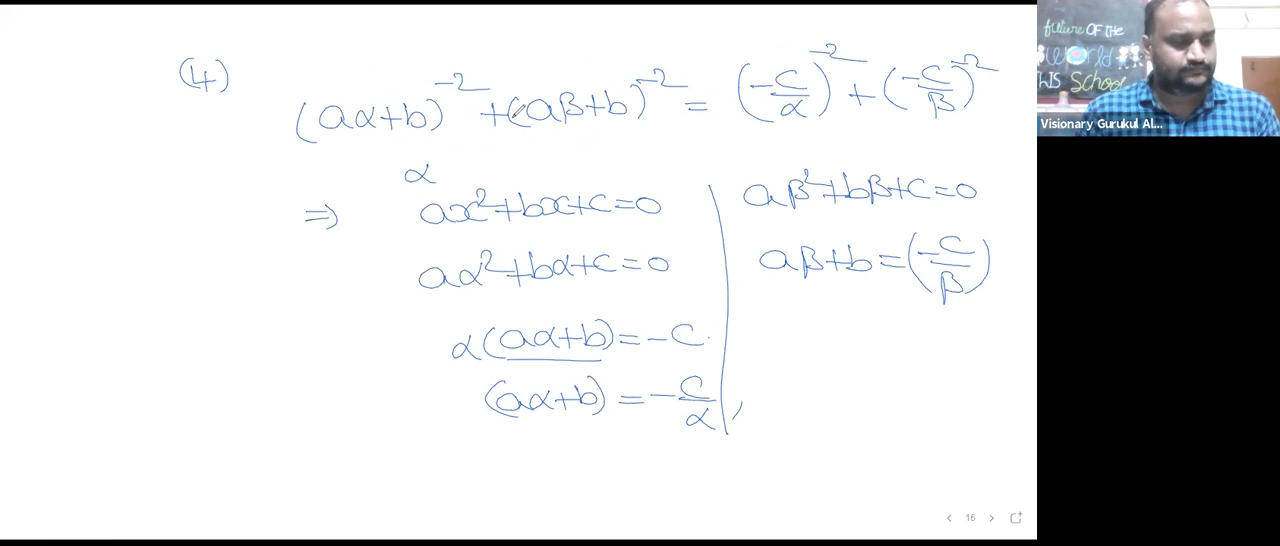 (4)
(aα+b)^-2 + (aβ+b)^-2 = (-c/α)^-2 + (-c/β)^-2
α
⇒ ax²+bx+c=0
aα²+bα+c=0
α(aα+b)=-c
(aα+b) = -c/α ,
aβ²+bβ+c=0
aβ+b=(-c/β)
future OF THE
World
HIS School
Visionary Gurukul Al...
16